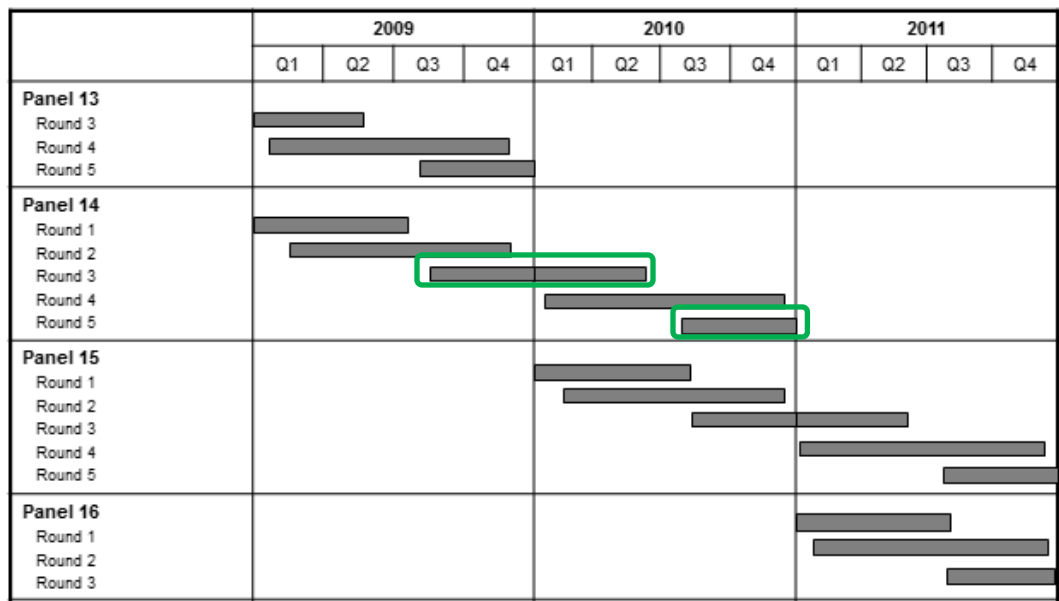 2009 2010 2011
Q1 Q2 Q3 Q4 Q1 Q2 Q3 Q4 Q1 Q2 Q3 Q4
Panel 13
Round 3
Round 4
Round 5
Panel 14
Round 1
Round 2
Round 3
Round 4
Round 5
Panel 15
Round 1
Round 2
Round 3
Round 4
Round 5
Panel 16
Round 1
Round 2
Round 3